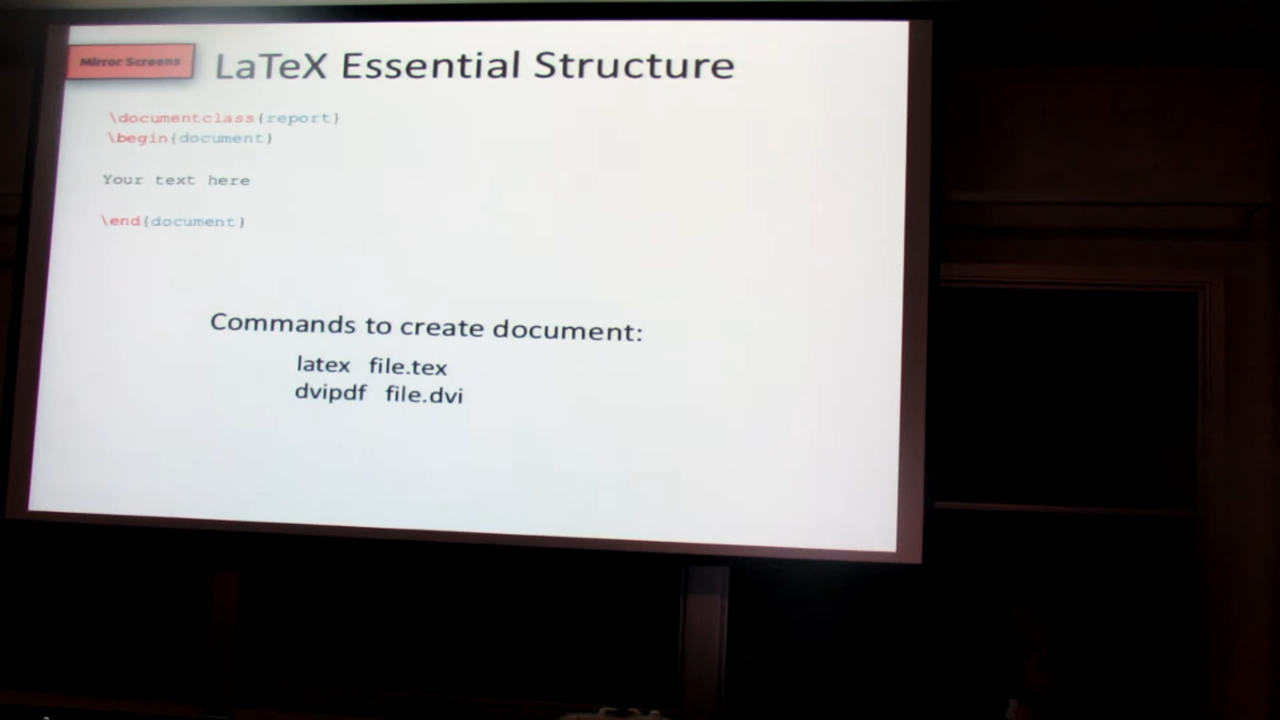 Mirror Screens
LaTeX Essential Structure
\documentclass{report}
\begin{document}
Your text here
\end{document}
Commands to create document:
latex file.tex
dvipdf file.dvi